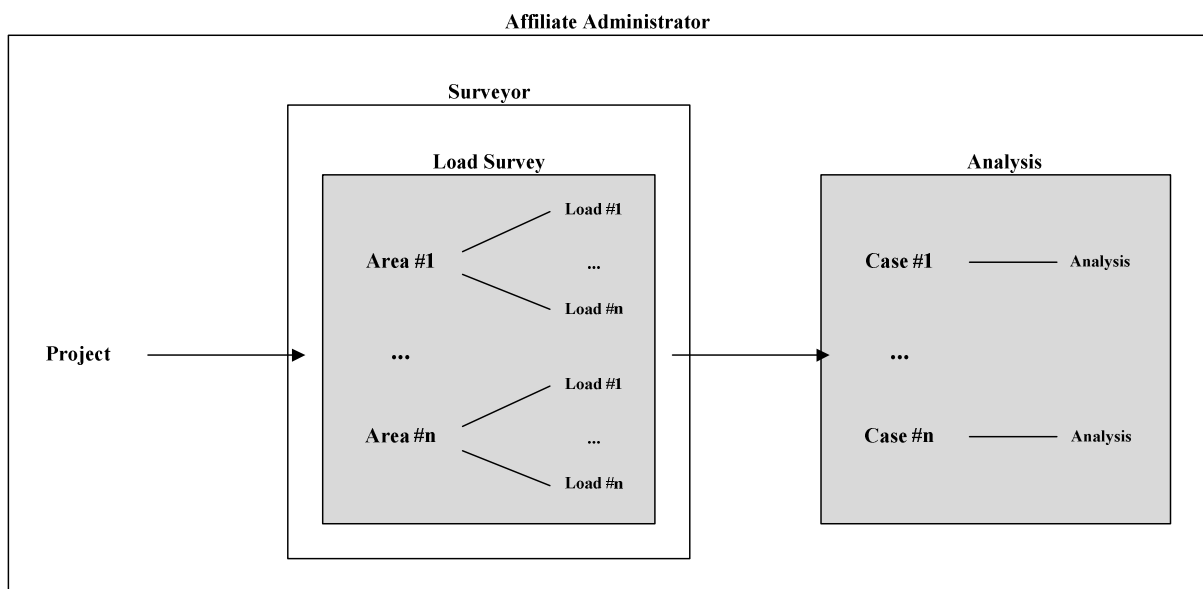 Affiliate Administrator
Surveyor
Load Survey
Analysis
Load #1
Area #1
...
Load #n
Case #1
Analysis
Project
...
...
Load #1
Area #n
...
Load #n
Case #n
Analysis